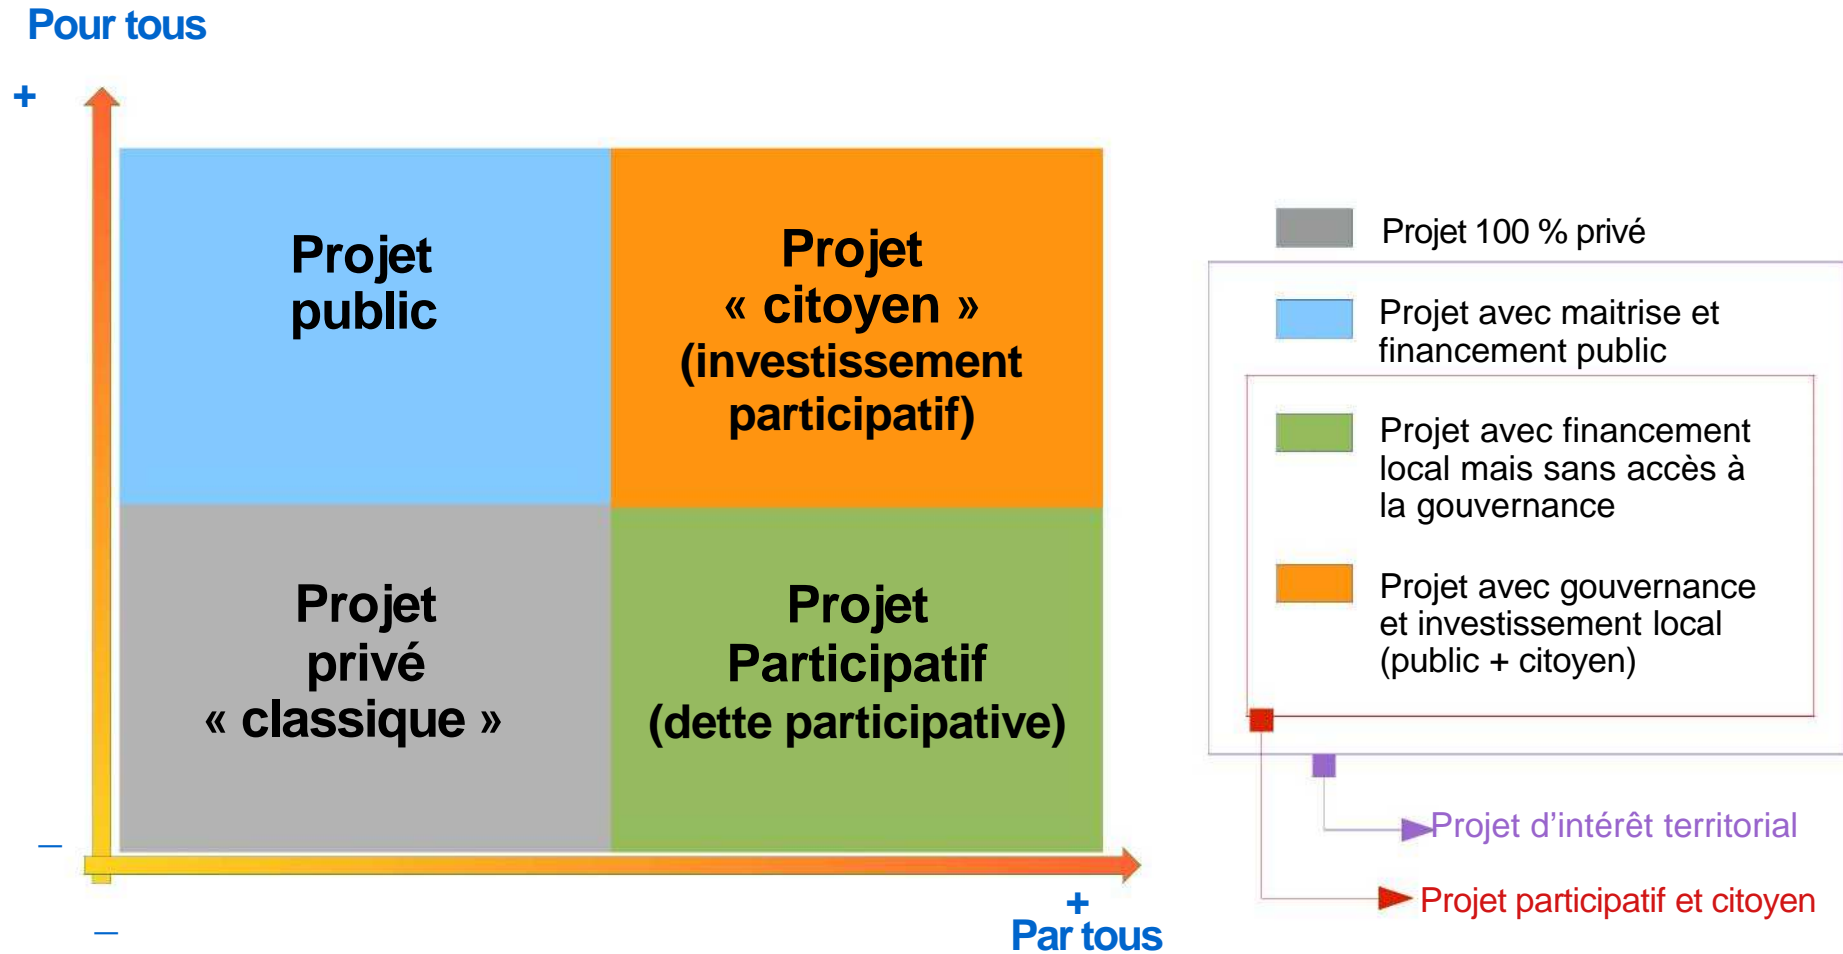 Pour tous
+
Projet
public
Projet
« citoyen »
(investissement
participatif)
Projet
privé
« classique »
Projet
Participatif
(dette participative)
_
_
+
Par tous
Projet 100 % privé
Projet avec maitrise et
financement public
Projet avec financement
local mais sans accès à
la gouvernance
Projet avec gouvernance
et investissement local
(public + citoyen)
Projet d’intérêt territorial
Projet participatif et citoyen